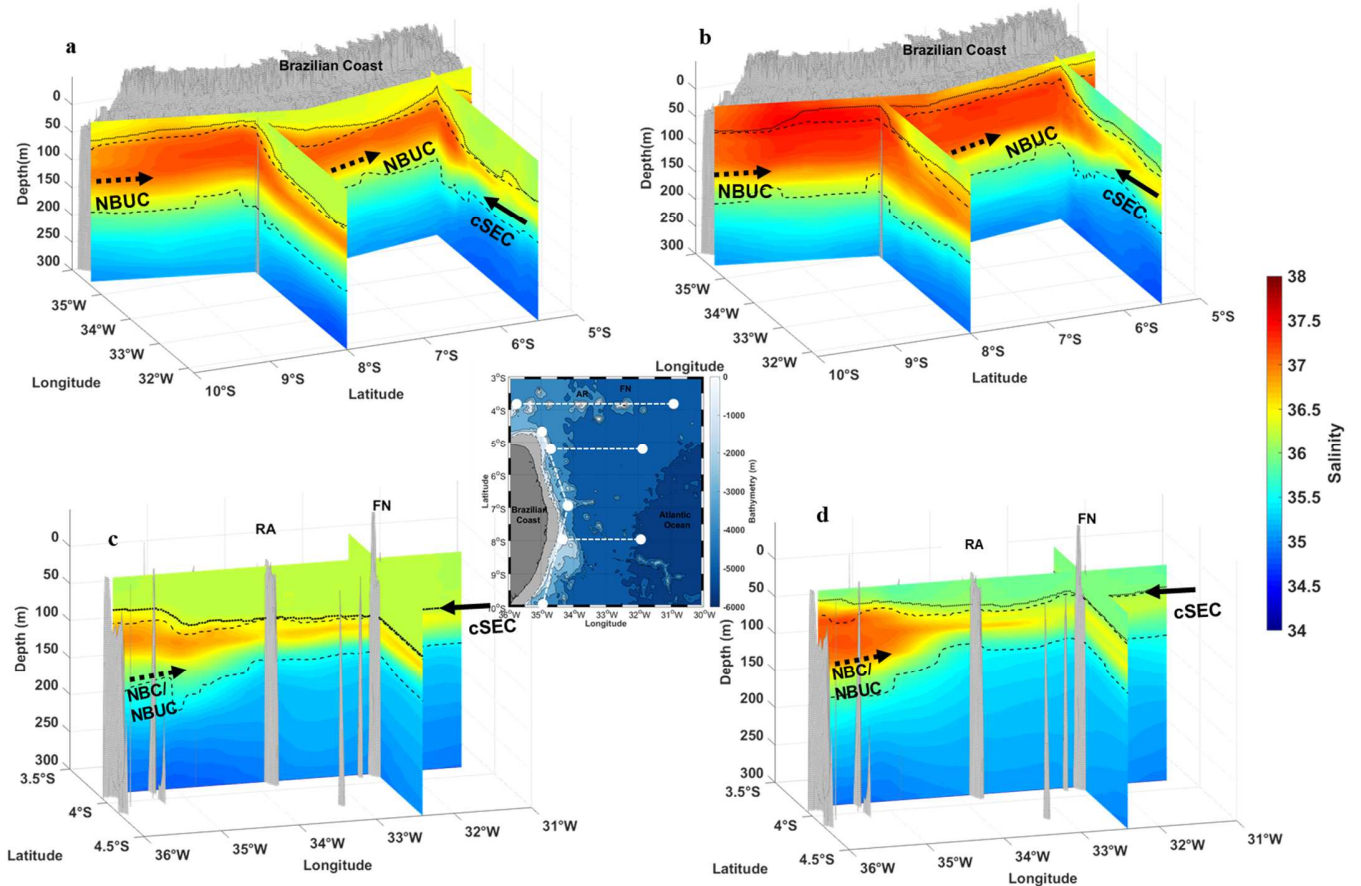 a
Brazilian Coast
0
50
100
150
200
250
300
Depth(m)
NBUC
NBUC
cSEC
35°W
34°W
33°W
32°W
Longitude
10°S
9°S
8°S
7°S
6°S
5°S
Latitude
b
Brazilian Coast
0
50
100
150
200
250
300
Depth(m)
NBUC
NBUC
cSEC
35°W
34°W
33°W
32°W
Longitude
10°S
9°S
8°S
7°S
6°S
5°S
Latitude
38
37.5
37
36.5
36
35.5
35
34.5
34
Salinity
3°S
4°S
5°S
6°S
7°S
8°S
9°S
10°S
Latitude
AR
FN
Brazilian
Coast
Atlantic
Ocean
36°W
35°W
34°W
33°W
32°W
31°W
30°W
Longitude
0
-1000
-2000
-3000
-4000
-5000
-6000
Bathymetry (m)
c
RA
FN
0
50
100
150
200
250
300
Depth (m)
NBC/
NBUC
cSEC
3.5°S
4°S
4.5°S
Latitude
36°W
35°W
34°W
33°W
32°W
31°W
Longitude
d
RA
FN
0
50
100
150
200
250
300
Depth (m)
NBC/
NBUC
cSEC
3.5°S
4°S
4.5°S
Latitude
36°W
35°W
34°W
33°W
32°W
31°W
Longitude